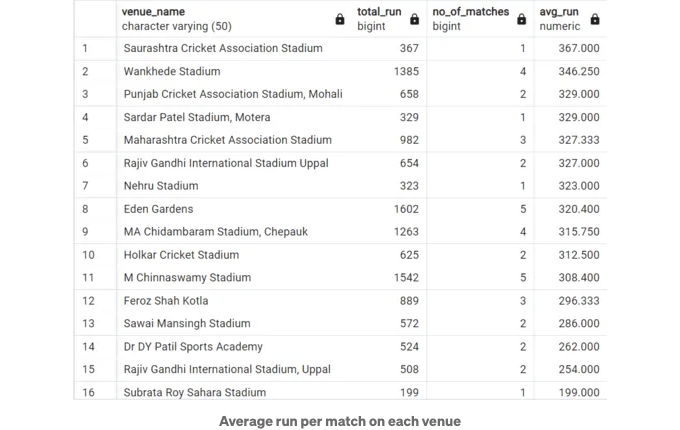 venue_name total_run no_of_matches avg_run
character varying (50) bigint bigint numeric
1 Saurashtra Cricket Association Stadium 367 1 367.000
2 Wankhede Stadium 1385 4 346.250
3 Punjab Cricket Association Stadium, Mohali 658 2 329.000
4 Sardar Patel Stadium, Motera 329 1 329.000
5 Maharashtra Cricket Association Stadium 982 3 327.333
6 Rajiv Gandhi International Stadium Uppal 654 2 327.000
7 Nehru Stadium 323 1 323.000
8 Eden Gardens 1602 5 320.400
9 MA Chidambaram Stadium, Chepauk 1263 4 315.750
10 Holkar Cricket Stadium 625 2 312.500
11 M Chinnaswamy Stadium 1542 5 308.400
12 Feroz Shah Kotla 889 3 296.333
13 Sawai Mansingh Stadium 572 2 286.000
14 Dr DY Patil Sports Academy 524 2 262.000
15 Rajiv Gandhi International Stadium, Uppal 508 2 254.000
16 Subrata Roy Sahara Stadium 199 1 199.000
Average run per match on each venue